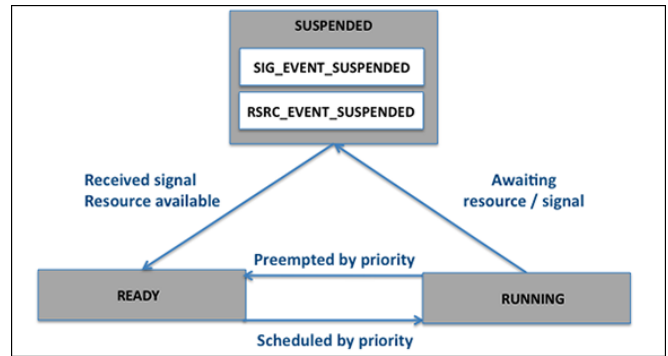 SUSPENDED
SIG_EVENT_SUSPENDED
RSRC_EVENT_SUSPENDED
Received signal
Resource available
Awaiting
resource / signal
Preempted by priority
READY
RUNNING
Scheduled by priority